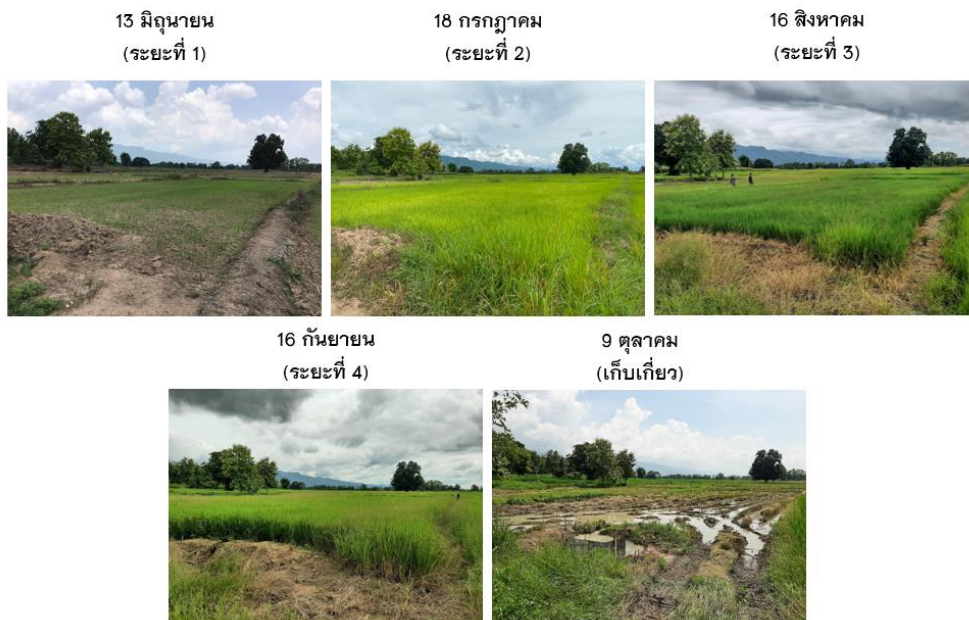 13 มิถุนายน
(ระยะที่ 1)
18 กรกฎาคม
(ระยะที่ 2)
16 สิงหาคม
(ระยะที่ 3)
16 กันยายน
(ระยะที่ 4)
9 ตุลาคม
(เก็บเกี่ยว)